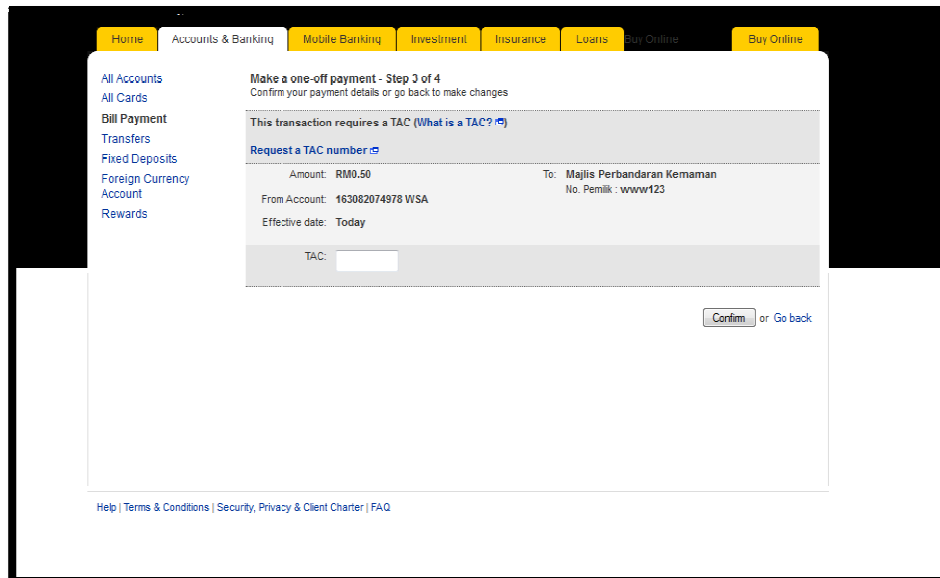 Home Accounts & Banking Mobile Banking Investment Insurance Loans Buy Online Buy Online
All Accounts
All Cards
Bill Payment
Transfers
Fixed Deposits
Foreign Currency
Account
Rewards
Make a one-off payment - Step 3 of 4
Confirm your payment details or go back to make changes
This transaction requires a TAC (What is a TAC?)
Request a TAC number
Amount: RM0.50
To: Majlis Perbandaran Kemaman
No. Pemilik : www123
From Account: 163082074978 WSA
Effective date: Today
TAC:
Confirm or Go back
Help | Terms & Conditions | Security, Privacy & Client Charter | FAQ